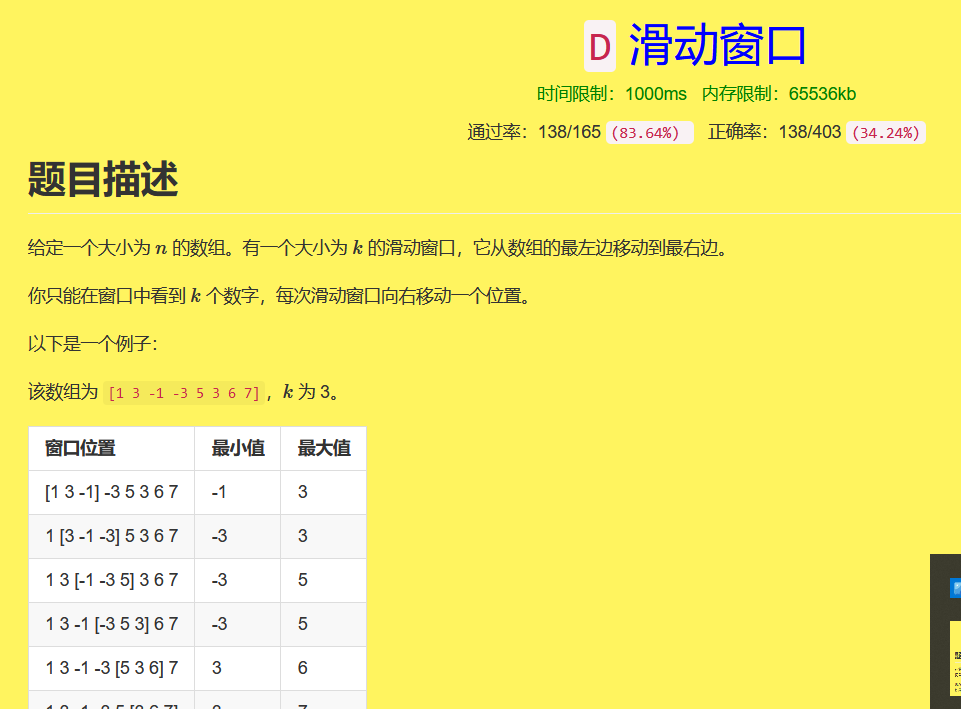 D 滑动窗口
时间限制：1000ms 内存限制：65536kb
通过率：138/165 (83.64%) 正确率：138/403 (34.24%)
题目描述
给定一个大小为 n 的数组。有一个大小为 k 的滑动窗口，它从数组的最左边移动到最右边。
你只能在窗口中看到 k 个数字，每次滑动窗口向右移动一个位置。
以下是一个例子：
该数组为 [1 3 -1 -3 5 3 6 7]，k 为 3。
窗口位置 最小值 最大值
[1 3 -1] -3 5 3 6 7 -1 3
1 [3 -1 -3] 5 3 6 7 -3 3
1 3 [-1 -3 5] 3 6 7 -3 5
1 3 -1 [-3 5 3] 6 7 -3 5
1 3 -1 -3 [5 3 6] 7 3 6